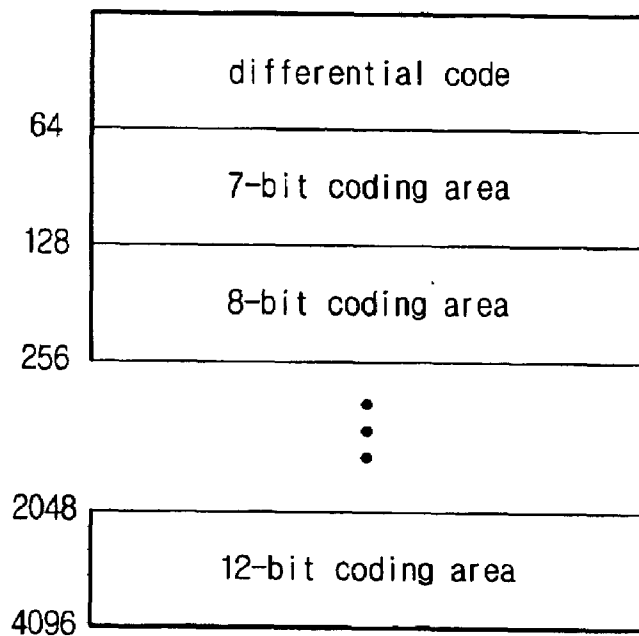 differential code
64
7-bit coding area
128
8-bit coding area
256
2048
12-bit coding area
4096